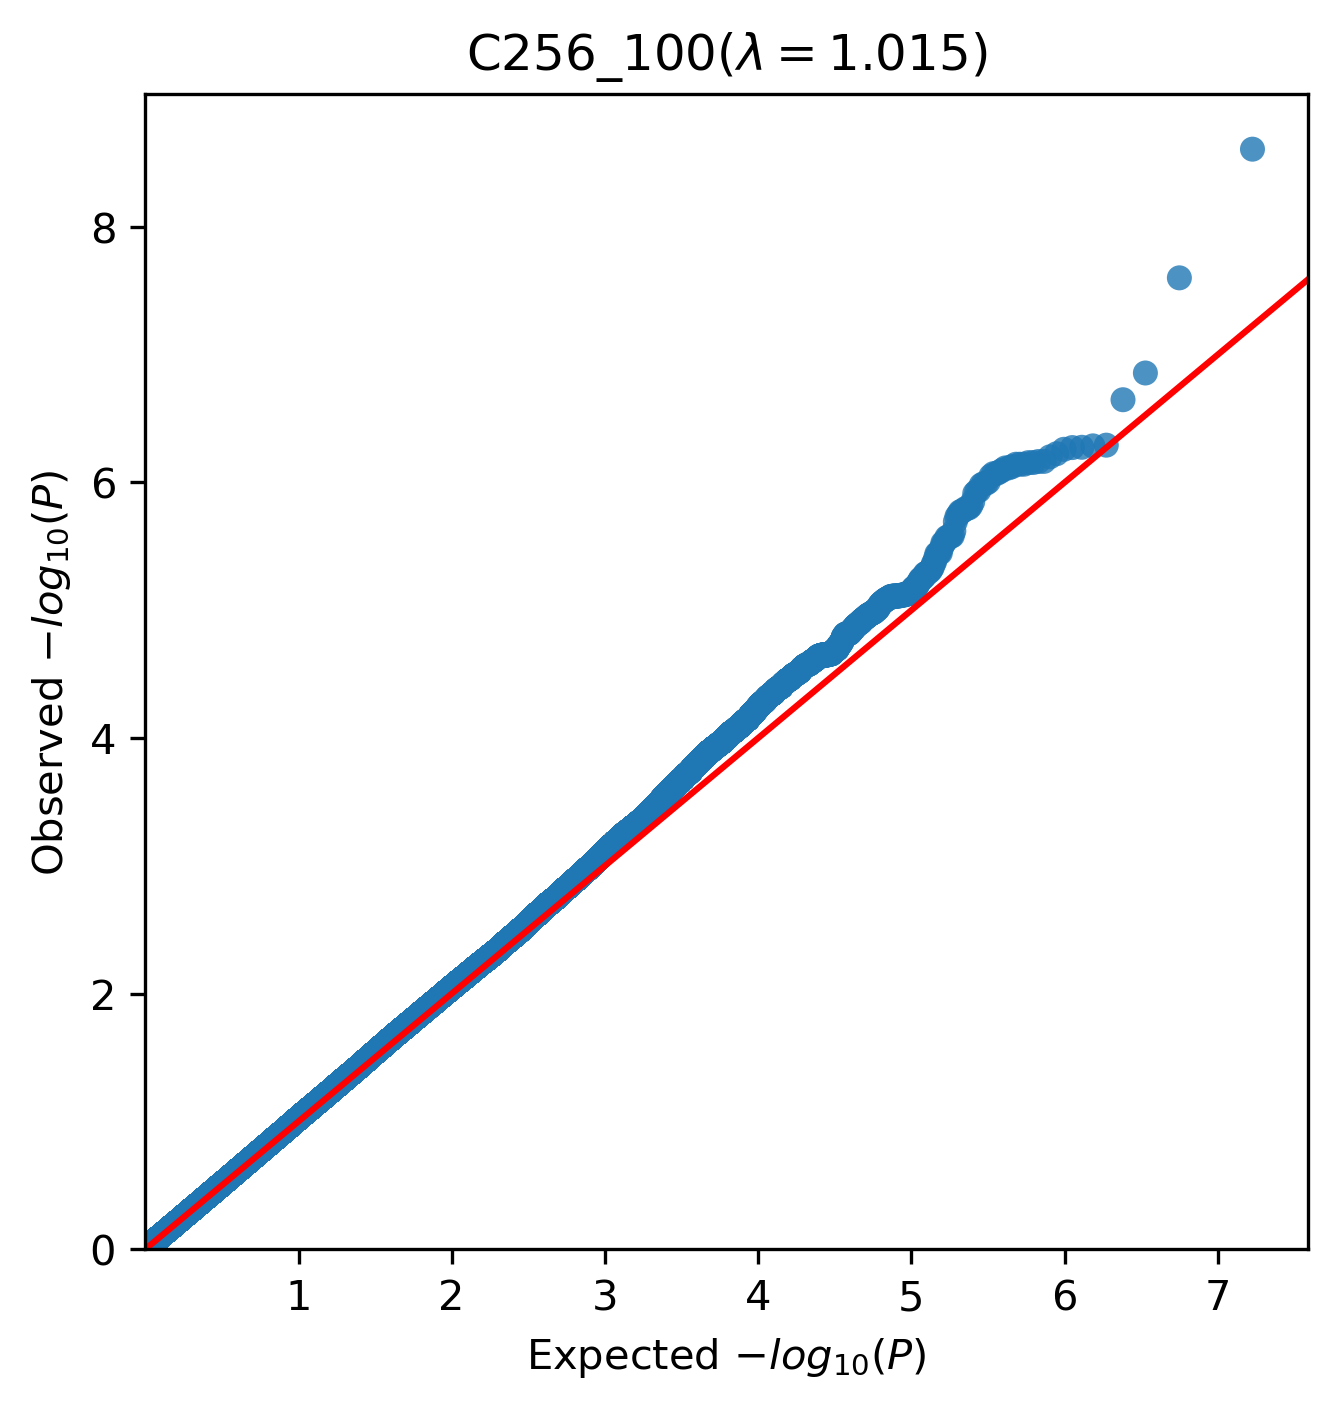 C256_100(λ = 1.015)
8
6
4
2
0
Observed −log₁₀(P)
1 2 3 4 5 6 7
Expected −log₁₀(P)